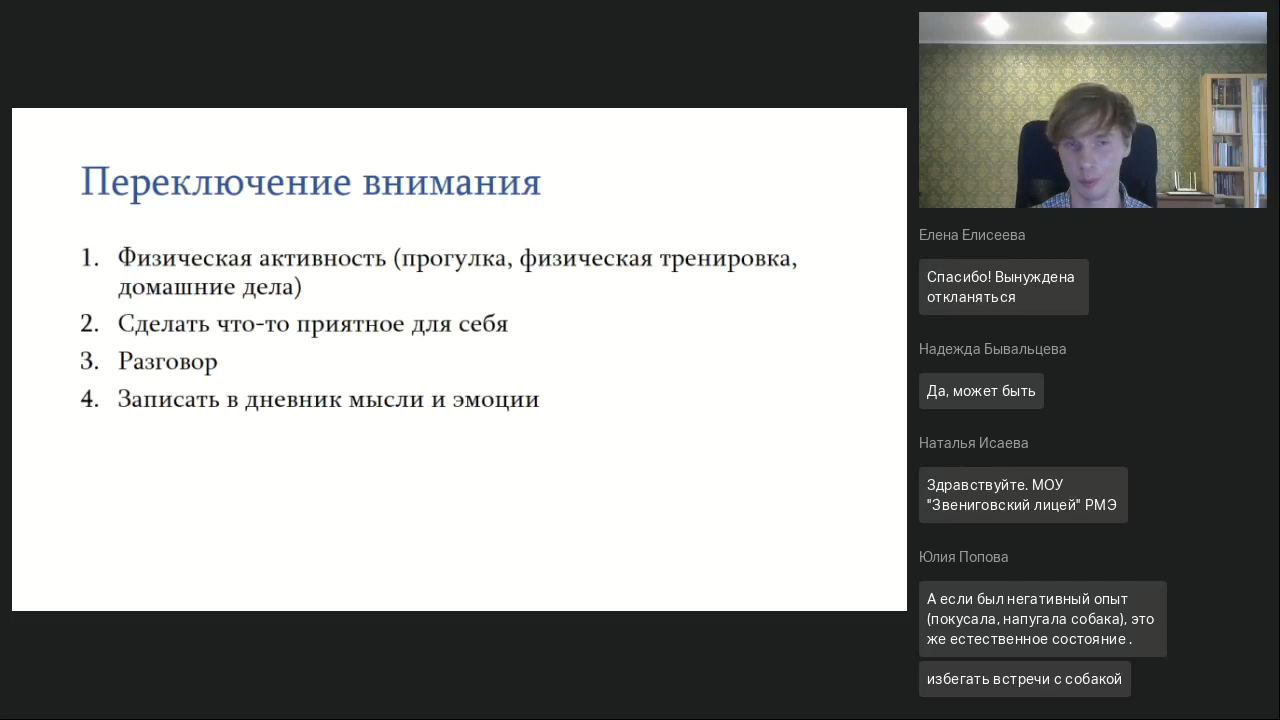 Переключение внимания
1. Физическая активность (прогулка, физическая тренировка,
домашние дела)
2. Сделать что-то приятное для себя
3. Разговор
4. Записать в дневник мысли и эмоции
Елена Елисеева
Спасибо! Вынуждена
откланяться
Надежда Бывальцева
Да, может быть
Наталья Исаева
Здравствуйте. МОУ
"Звениговский лицей" РМЭ
Юлия Попова
А если был негативный опыт
(покусала, напугала собака), это
же естественное состояние .
избегать встречи с собакой